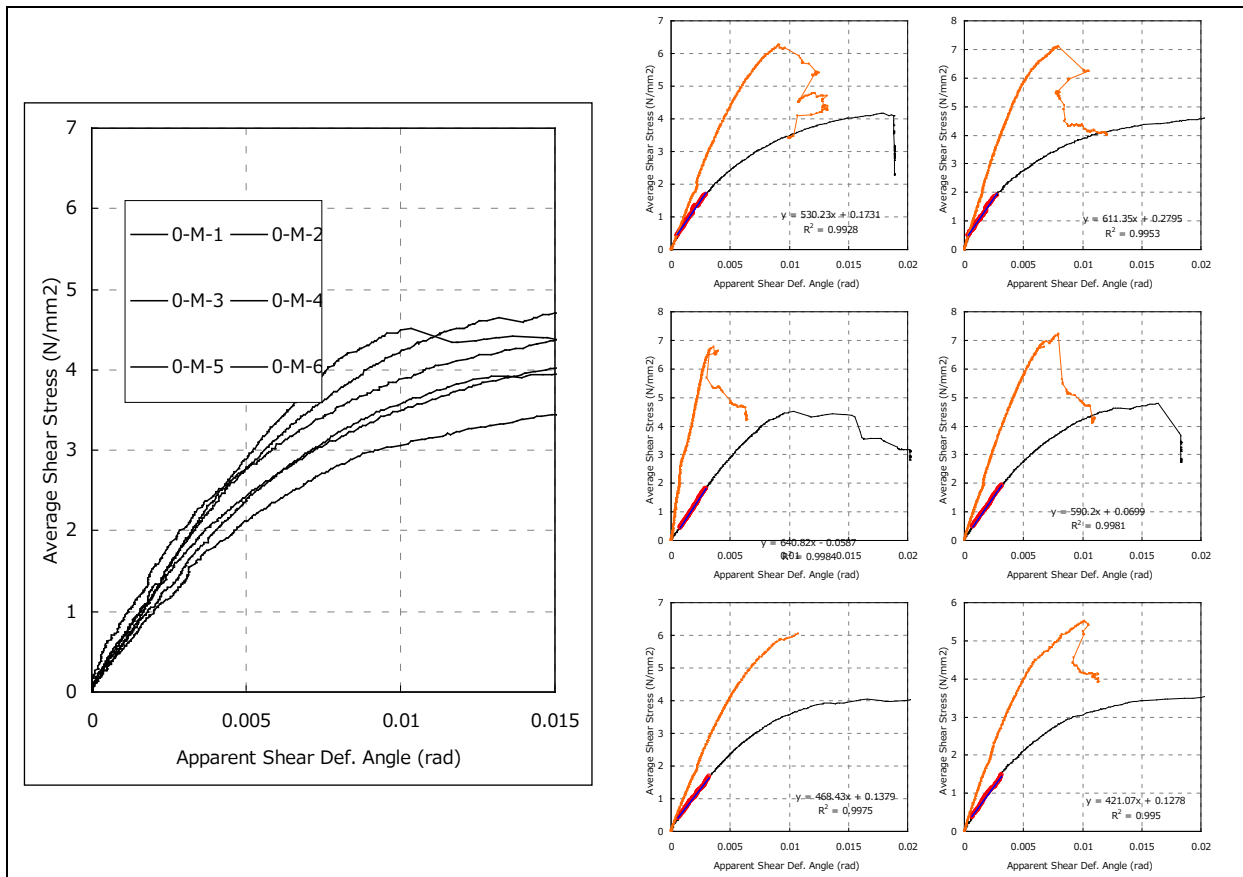 7
6
5
4
3
2
1
0
Average Shear Stress (N/mm2)
0-M-1 0-M-2
0-M-3 0-M-4
0-M-5 0-M-6
0 0.005 0.01 0.015
Apparent Shear Def. Angle (rad)
7
6
5
4
3
2
1
0
Average Shear Stress (N/mm2)
y = 530.23x + 0.1731
R² = 0.9928
0 0.005 0.01 0.015 0.02
Apparent Shear Def. Angle (rad)
8
7
6
5
4
3
2
1
0
Average Shear Stress (N/mm2)
y = 611.35x + 0.2795
R² = 0.9953
0 0.005 0.01 0.015 0.02
Apparent Shear Def. Angle (rad)
8
7
6
5
4
3
2
1
0
Average Shear Stress (N/mm2)
y = 640.82x - 0.0587
R² = 0.9984
0 0.005 0.01 0.015 0.02
Apparent Shear Def. Angle (rad)
8
7
6
5
4
3
2
1
0
Average Shear Stress (N/mm2)
y = 590.2x + 0.0699
R² = 0.9981
0 0.005 0.01 0.015 0.02
Apparent Shear Def. Angle (rad)
7
6
5
4
3
2
1
0
Average Shear Stress (N/mm2)
y = 468.43x + 0.1379
R² = 0.9975
0 0.005 0.01 0.015 0.02
Apparent Shear Def. Angle (rad)
6
5
4
3
2
1
0
Average Shear Stress (N/mm2)
y = 421.07x + 0.1278
R² = 0.995
0 0.005 0.01 0.015 0.02
Apparent Shear Def. Angle (rad)